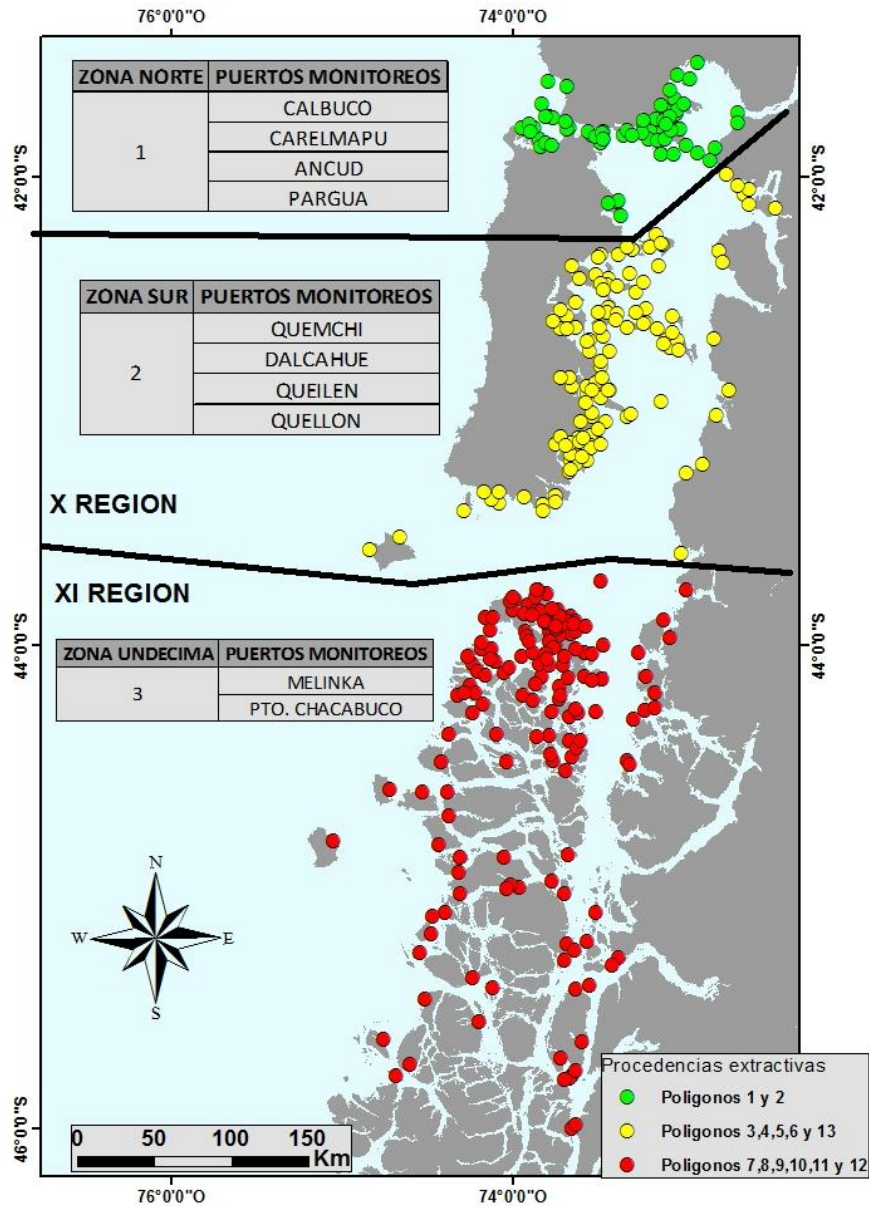 76°0'0"O 74°0'0"O
ZONA NORTE PUERTOS MONITOREOS
1
CALBUCO
CARELMAPU
ANCUD
PARGUA
42°0'0"S 42°0'0"S
ZONA SUR PUERTOS MONITOREOS
2
QUEMCHI
DALCAHUE
QUEILEN
QUELLON
X REGION
XI REGION
44°0'0"S 44°0'0"S
ZONA UNDECIMA PUERTOS MONITOREOS
3
MELINKA
PTO. CHACABUCO
N
W E
S
Procedencias extractivas
Poligonos 1 y 2
Poligonos 3,4,5,6 y 13
Poligonos 7,8,9,10,11 y 12
46°0'0"S 46°0'0"S
0 50 100 150
Km
76°0'0"O 74°0'0"O